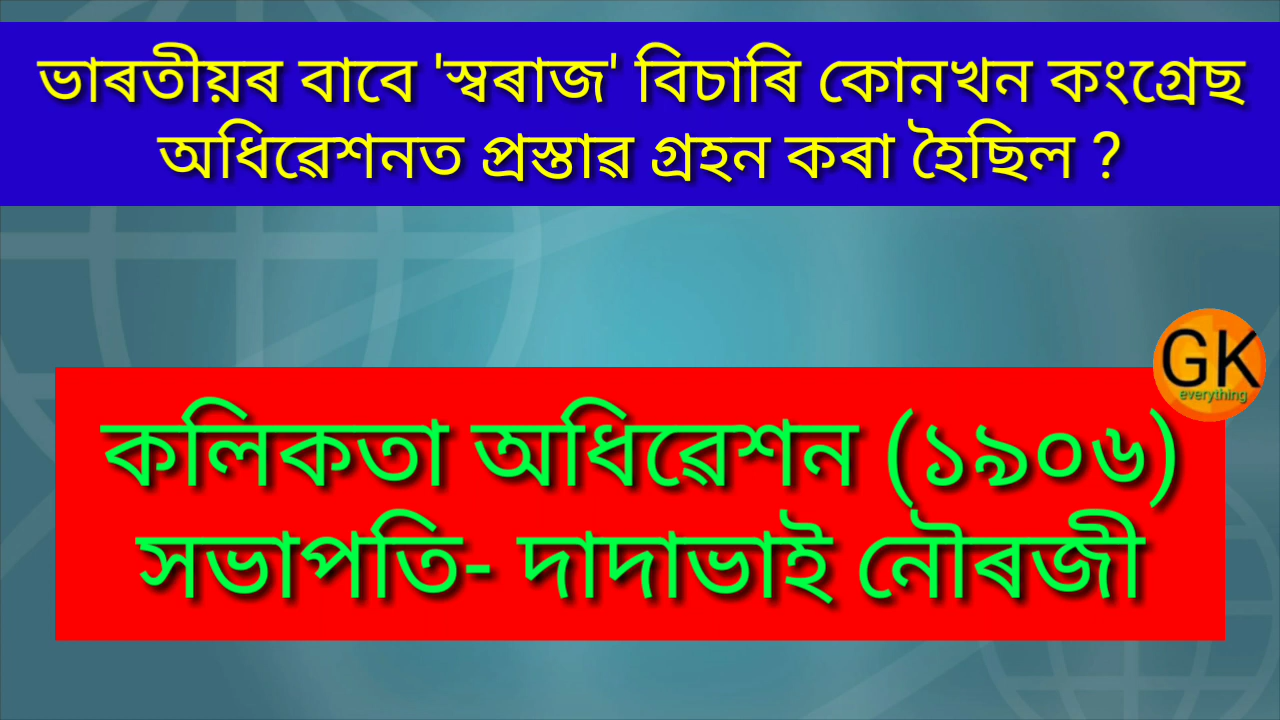 ভাৰতীয়ৰ বাবে 'স্বৰাজ' বিচাৰি কোনখন কংগ্ৰেছ
অধিৱেশনত প্ৰস্তাৱ গ্ৰহন কৰা হৈছিল ?
GK
everything
কলিকতা অধিৱেশন (১৯০৬)
সভাপতি- দাদাভাই নৌৰজী